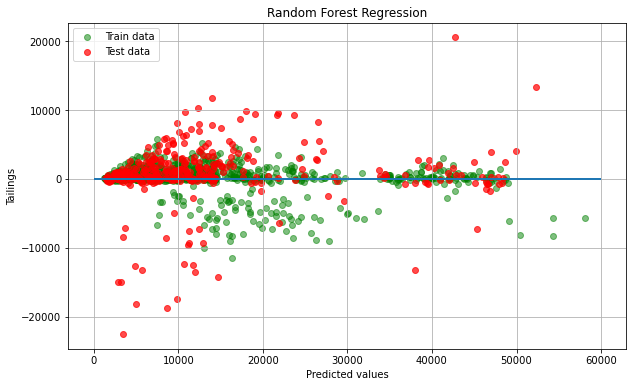 Random Forest Regression
Train data
Test data
20000
10000
0
−10000
−20000
Tailings
0
10000
20000
30000
40000
50000
60000
Predicted values